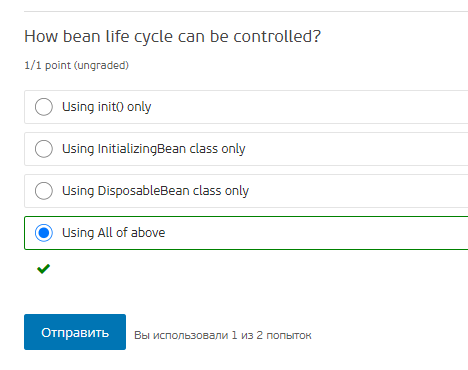 How bean life cycle can be controlled?
1/1 point (ungraded)
Using init() only
Using InitializingBean class only
Using DisposableBean class only
Using All of above
Отправить
Вы использовали 1 из 2 попыток